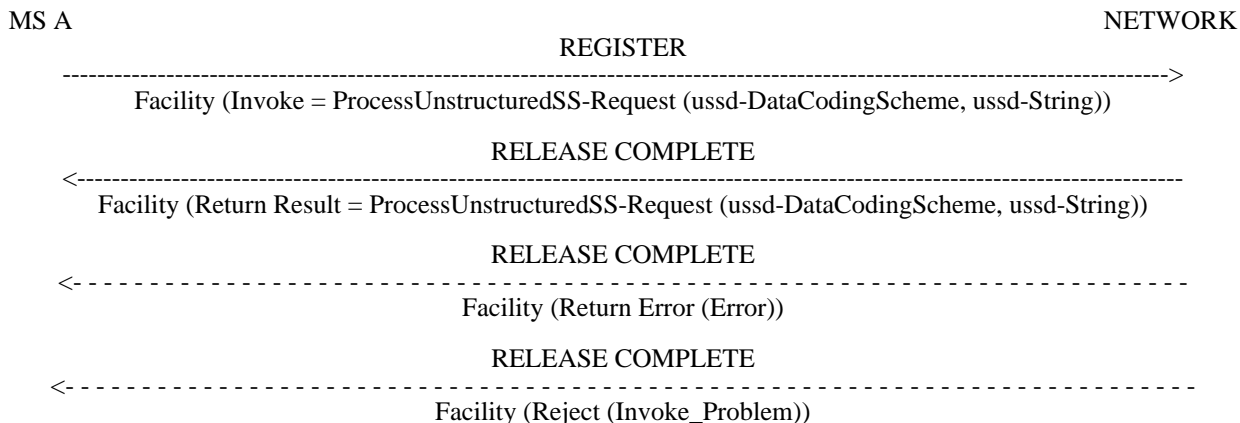 MS A NETWORK
REGISTER
Facility (Invoke = ProcessUnstructuredSS-Request (ussd-DataCodingScheme, ussd-String))
RELEASE COMPLETE
Facility (Return Result = ProcessUnstructuredSS-Request (ussd-DataCodingScheme, ussd-String))
RELEASE COMPLETE
Facility (Return Error (Error))
RELEASE COMPLETE
Facility (Reject (Invoke_Problem))